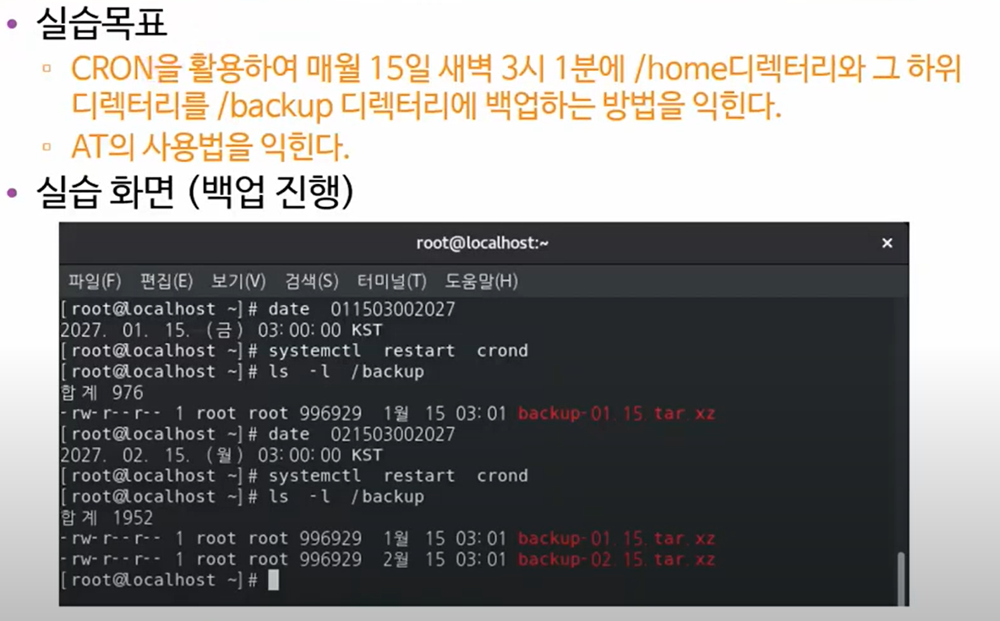 • 실습목표
▫ CRON을 활용하여 매월 15일 새벽 3시 1분에 /home디렉터리와 그 하위
디렉터리를 /backup 디렉터리에 백업하는 방법을 익힌다.
▫ AT의 사용법을 익힌다.
• 실습 화면 (백업 진행)
root@localhost:~ ×
파일(F) 편집(E) 보기(V) 검색(S) 터미널(T) 도움말(H)
[root@localhost ~]# date 011503002027
2027. 01. 15. (금) 03:00:00 KST
[root@localhost ~]# systemctl restart crond
[root@localhost ~]# ls -l /backup
합계 976
-rw-r--r-- 1 root root 996929 1월 15 03:01 backup-01.15.tar.xz
[root@localhost ~]# date 021503002027
2027. 02. 15. (월) 03:00:00 KST
[root@localhost ~]# systemctl restart crond
[root@localhost ~]# ls -l /backup
합계 1952
-rw-r--r-- 1 root root 996929 1월 15 03:01 backup-01.15.tar.xz
-rw-r--r-- 1 root root 996929 2월 15 03:01 backup-02.15.tar.xz
[root@localhost ~]#